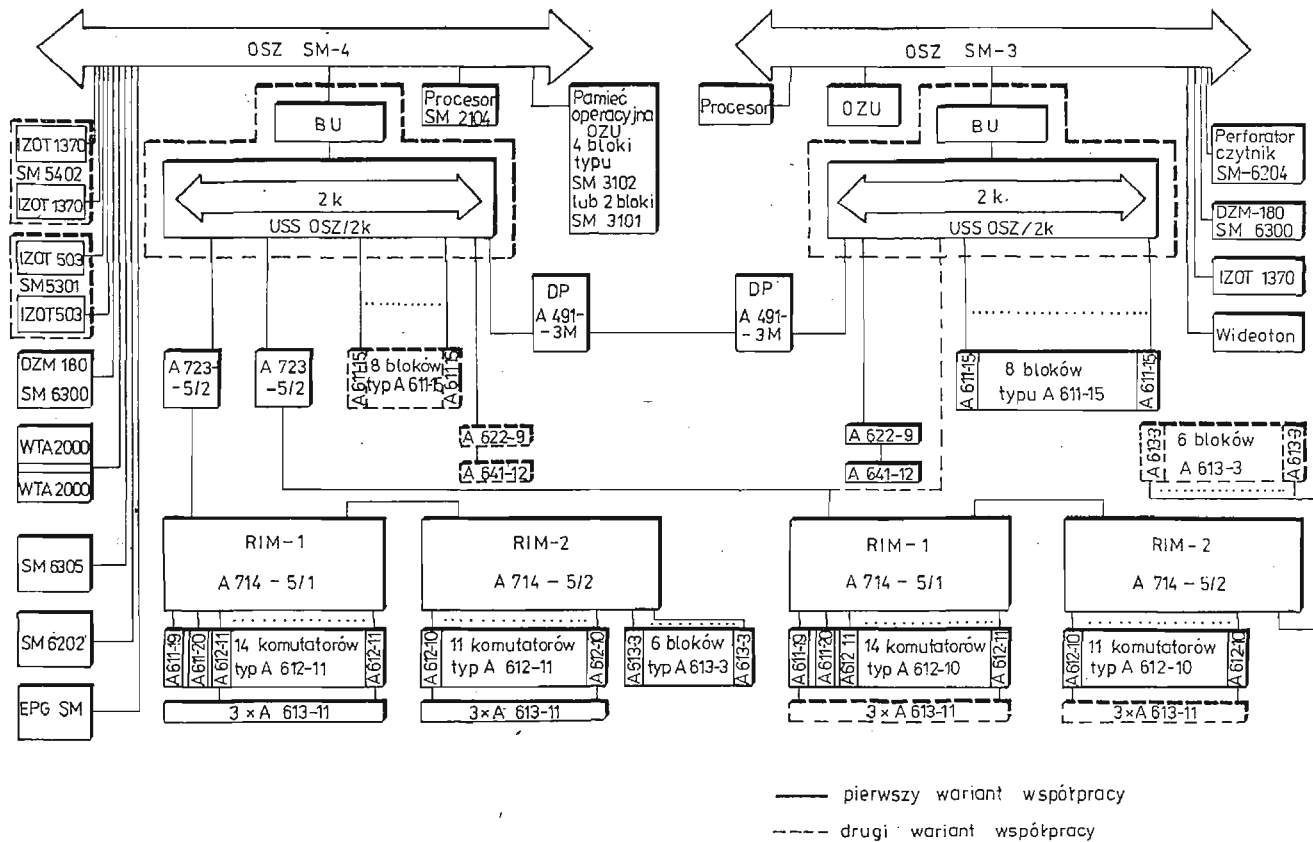 OSZ SM-4
OSZ SM-3
BU
Procesor
SM 2104
Pamięć
operacyjna
OZU
4 bloki
typu
SM 3102
lub 2 bloki
SM 3101
Procesor
OZU
BU
Perforator
czytnik
SM-6204
IZOT 1370
SM 5402
IZOT 1370
2 k
USS OSZ/2k
2 k.
USS OSZ/2k
DZM-180
SM 6300
IZOT 503
SM5301
IZOT503
DP
A 491-
-3M
DP
A 491-
-3M
IZOT 1370
Wideoton
DZM 180
SM 6300
A 723-
-5/2
A 723
-5/2
A 611-15
8 bloków
typ A 611-15
A 611-15
A 611-15
8 bloków
typu A 611-15
A 611-15
WTA2000
WTA2000
A 622-9
A 641-12
A 622-9
A 641-12
A 613-3
6 bloków
A 613-3
A 613-3
SM 6305
RIM-1
A 714 - 5/1
RIM-2
A 714 - 5/2
RIM-1
A 714 - 5/1
RIM-2
A 714 - 5/2
SM 6202
A 611-19
A 611-20
A 612-11
14 komutatorów
typ A 612-11
A 612-11
A 612-10
11 komutatorów
typ A 612-11
A 612-10
A 613-3
6 bloków
typ A 613-3
A 613-3
A 611-19
A 611-20
A 612 11
14 komutatorów
typ A 612-10
A 612-11
A 612-10
11 komutatorów
typ A 612-10
A 612-10
EPG SM
3 x A 613-11
3 x A 613-11
3 x A 613-11
3 x A 613-11
pierwszy wariant współpracy
drugi wariant współpracy